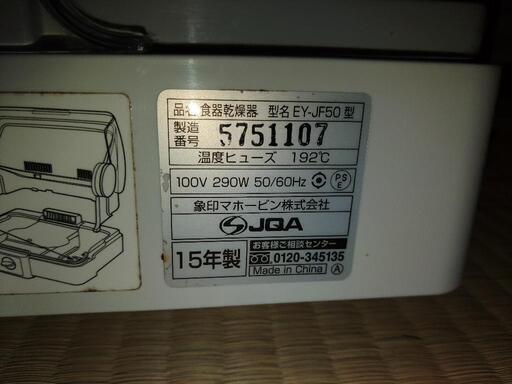 品名 食器乾燥器 型名 EY-JF50 型
製造番号 5751107
温度ヒューズ 192℃
100V 290W 50/60Hz PSE
象印マホービン株式会社
JQA
15年製
お客様ご相談センター
0120-345135
Made in China A